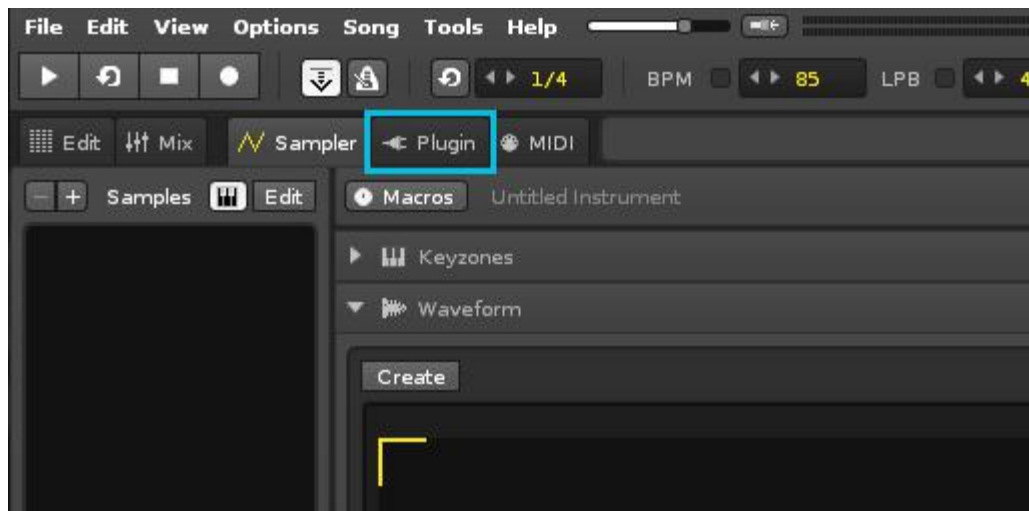 File Edit View Options Song Tools Help
1/4 BPM 85 LPB 4
Edit Mix Sampler Plugin MIDI
Samples Edit Macros Untitled Instrument
Keyzones
Waveform
Create